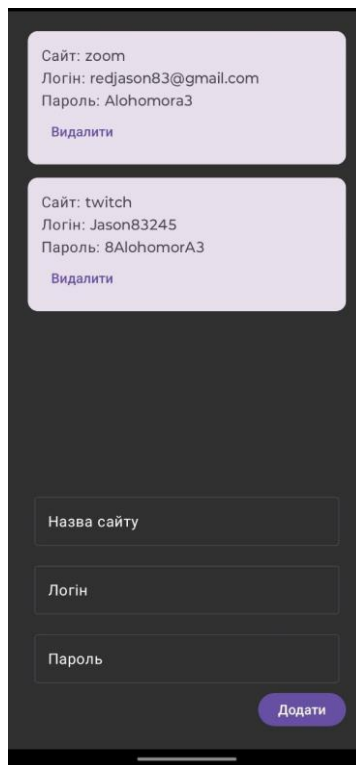 Сайт: zoom
Логін: redjason83@gmail.com
Пароль: Alohomora3
Видалити
Сайт: twitch
Логін: Jason83245
Пароль: 8AlohomorA3
Видалити
Назва сайту
Логін
Пароль
Додати